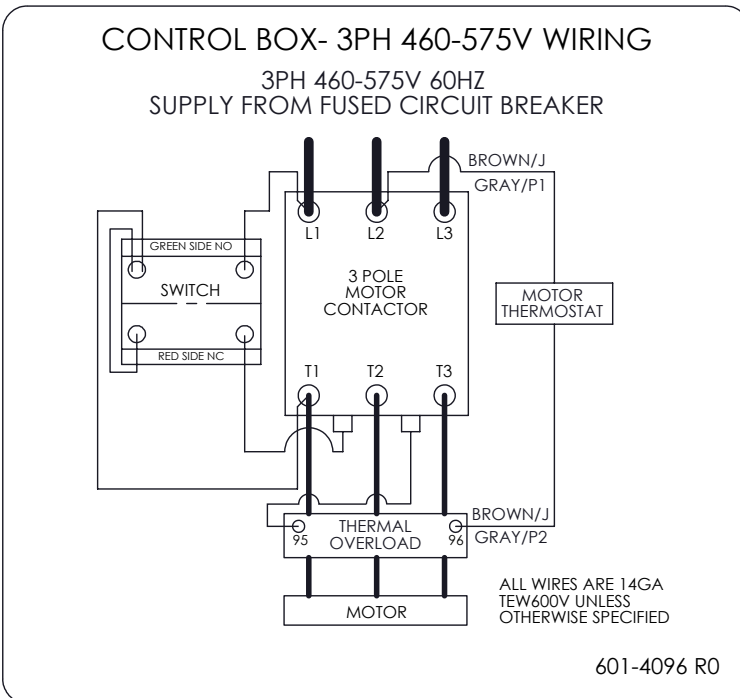 CONTROL BOX- 3PH 460-575V WIRING
3PH 460-575V 60HZ
SUPPLY FROM FUSED CIRCUIT BREAKER
BROWN/J
GRAY/P1
L1
L2
L3
GREEN SIDE NO
SWITCH
RED SIDE NC
3 POLE
MOTOR
CONTACTOR
MOTOR
THERMOSTAT
T1
T2
T3
BROWN/J
GRAY/P2
95
THERMAL
OVERLOAD
96
MOTOR
ALL WIRES ARE 14GA
TEW600V UNLESS
OTHERWISE SPECIFIED
601-4096 R0